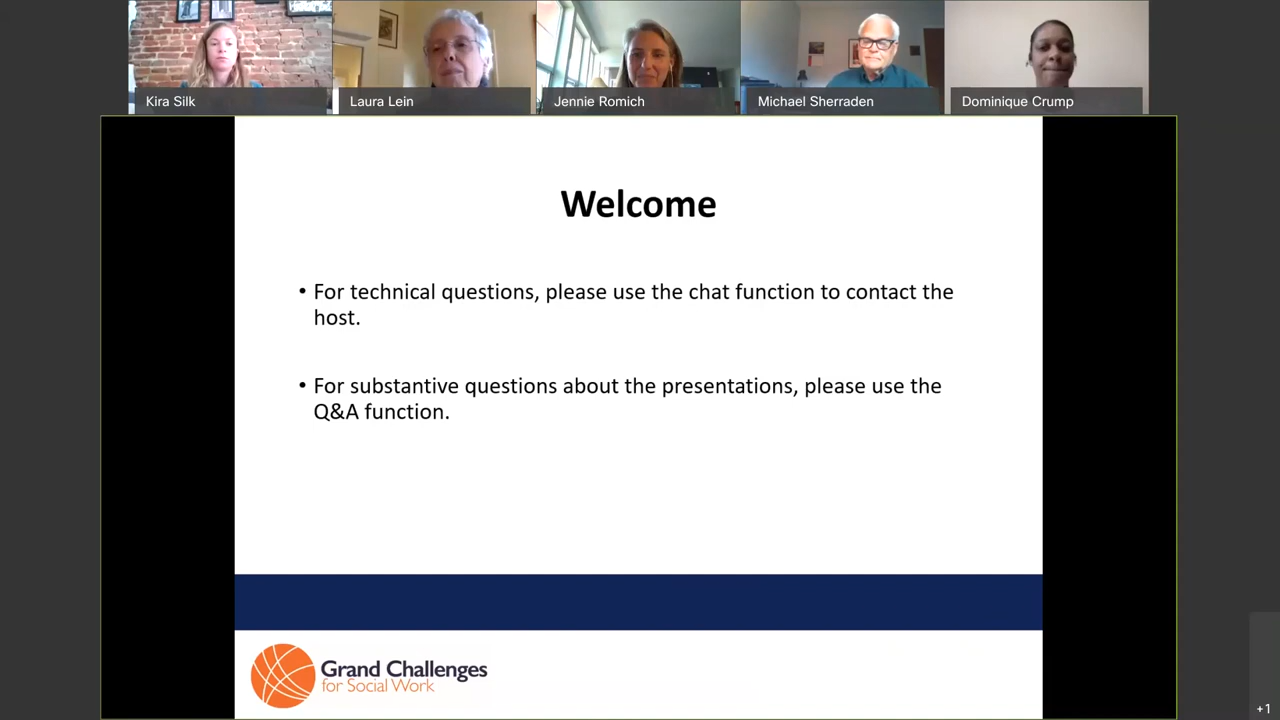 Kira Silk
Laura Lein
Jennie Romich
Michael Sherraden
Dominique Crump
Welcome
• For technical questions, please use the chat function to contact the
host.
• For substantive questions about the presentations, please use the
Q&A function.
Grand Challenges
for Social Work
+1